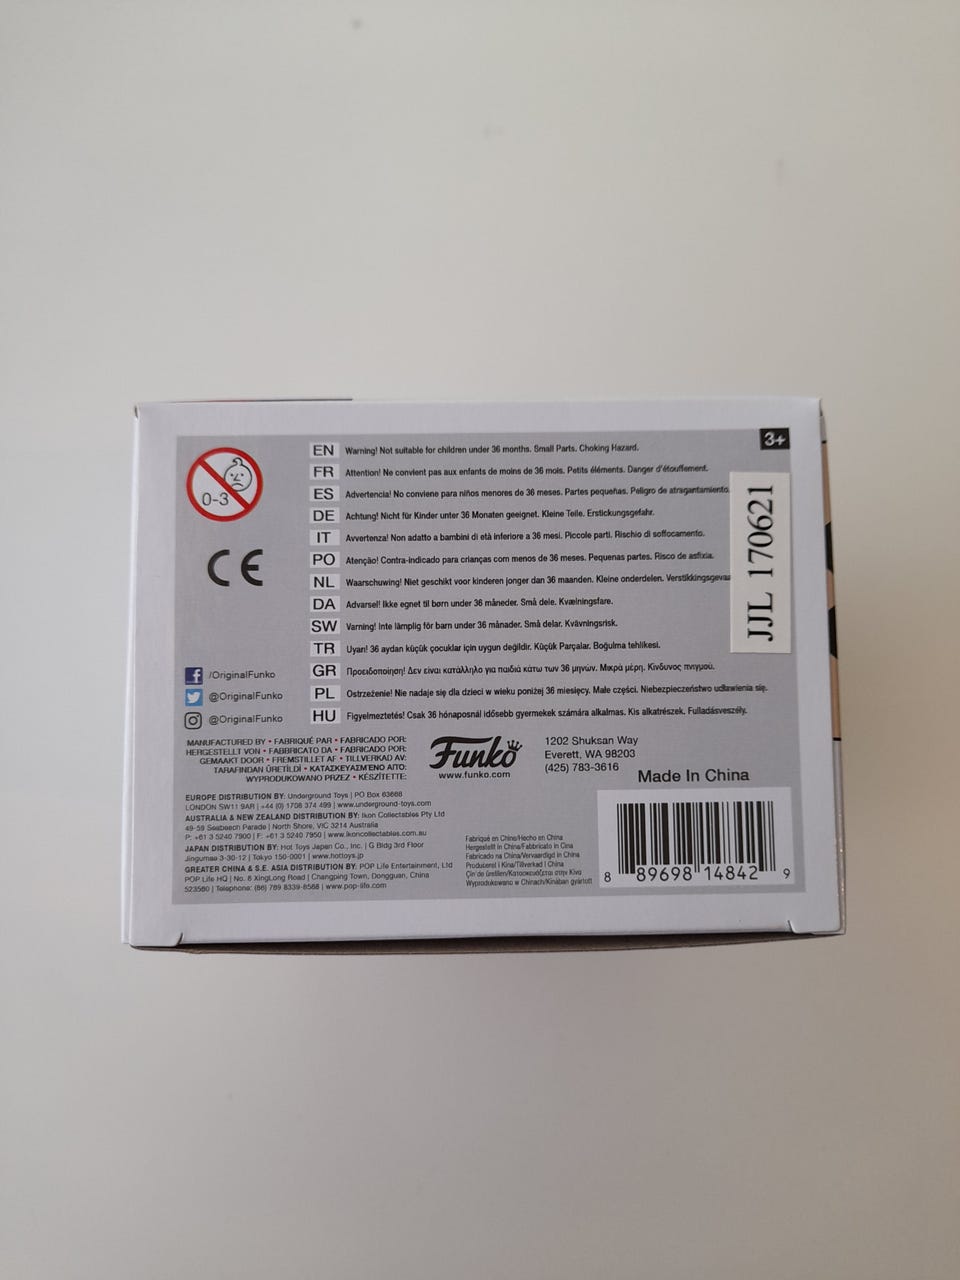 3+
0-3
EN Warning! Not suitable for children under 36 months. Small Parts. Choking Hazard.
FR Attention! Ne convient pas aux enfants de moins de 36 mois. Petits éléments. Danger d'étouffement.
ES Advertencia! No conviene para niños menores de 36 meses. Partes pequeñas. Peligro de atragantamiento.
DE Achtung! Nicht für Kinder unter 36 Monaten geeignet. Kleine Teile. Erstickungsgefahr.
IT Avvertenza! Non adatto a bambini di età inferiore a 36 mesi. Piccole parti. Rischio di soffocamento.
PO Atenção! Contra-indicado para crianças com menos de 36 meses. Pequenas partes. Risco de asfixia.
NL Waarschuwing! Niet geschikt voor kinderen jonger dan 36 maanden. Kleine onderdelen.
DA Advarsel! Ikke egnet til børn under 36 måneder. Små dele. Kvælningsfare.
SW Varning! Inte lämplig för barn under 36 månader. Små delar. Kvävningsrisk.
TR Uyarı! 36 aydan küçük çocuklar için uygun değildir. Küçük Parçalar. Boğulma tehlikesi.
GR Προειδοποίηση! Δεν είναι κατάλληλο για παιδιά κάτω των 36 μηνών. Μικρά μέρη. Κίνδυνος πνιγμού.
PL Ostrzeżenie! Nie nadaje się dla dzieci w wieku poniżej 36 miesięcy. Małe części. Niebezpieczeństwo udławienia się.
HU Figyelmeztetés! Csak 36 hónaposnál idősebb gyermekek számára alkalmas. Kis alkatrészek. Fulladásveszély.
JJL 170621
CE
/OriginalFunko
@OriginalFunko
@OriginalFunko
MANUFACTURED BY • FABRIQUÉ PAR • FABRICADO POR:
HERGESTELLT VON • FABBRICATO DA • FABRICADO POR:
GEMAAKT DOOR • FREMSTILLET AF • TILLVERKAD AV:
TARAFINDAN ÜRETİLDİ • ΚΑΤΑΣΚΕΥΑΣΜΕΝΟ ΑΠΟ:
WYPRODUKOWANO PRZEZ • KÉSZÍTETTE:
Funko
www.funko.com
1202 Shuksan Way
Everett, WA 98203
(425) 783-3616
Made In China
EUROPE DISTRIBUTION BY: Underground Toys | PO Box 63668
LONDON SW11 9AR | +44 (0) 1708 374 499 | www.underground-toys.com
AUSTRALIA & NEW ZEALAND DISTRIBUTION BY: Ikon Collectables Pty Ltd
49-59 Seabeech Parade | North Shore, VIC 3214 Australia
P: +61 3 5240 7900 | F: +61 3 5240 7950 | www.ikoncollectables.com.au
JAPAN DISTRIBUTION BY: Hot Toys Japan Co., Inc. | G Bldg 3rd Floor
Jingumae 3-30-12 | Tokyo 150-0001 | www.hottoys.jp
GREATER CHINA & S.E. ASIA DISTRIBUTION BY: POP Life Entertainment, Ltd
POP Life HQ | No. 8 XingLong Road | Changping Town, Dongguan, China
523560 | Telephone: (86) 769 8339-8568 | www.pop-life.com
Fabriqué en Chine/Hecho en China
Hergestellt in China/Fabbricato in Cina
Fabricado na China/Vervaardigd in China
Produceret i Kina/Tillverkad i China
Çin'de üretilen/Κατασκευάζεται στην Κίνα
Wyprodukowano w Chinach/Kínában gyártott
8 89698 14842 9